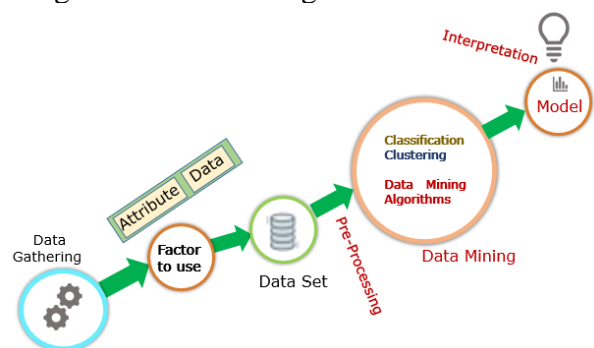 Interpretation
Model
Classification
Clustering
Data Mining
Algorithms
Data Mining
Pre-Processing
Attribute Data
Data
Gathering
Factor
to use
Data Set